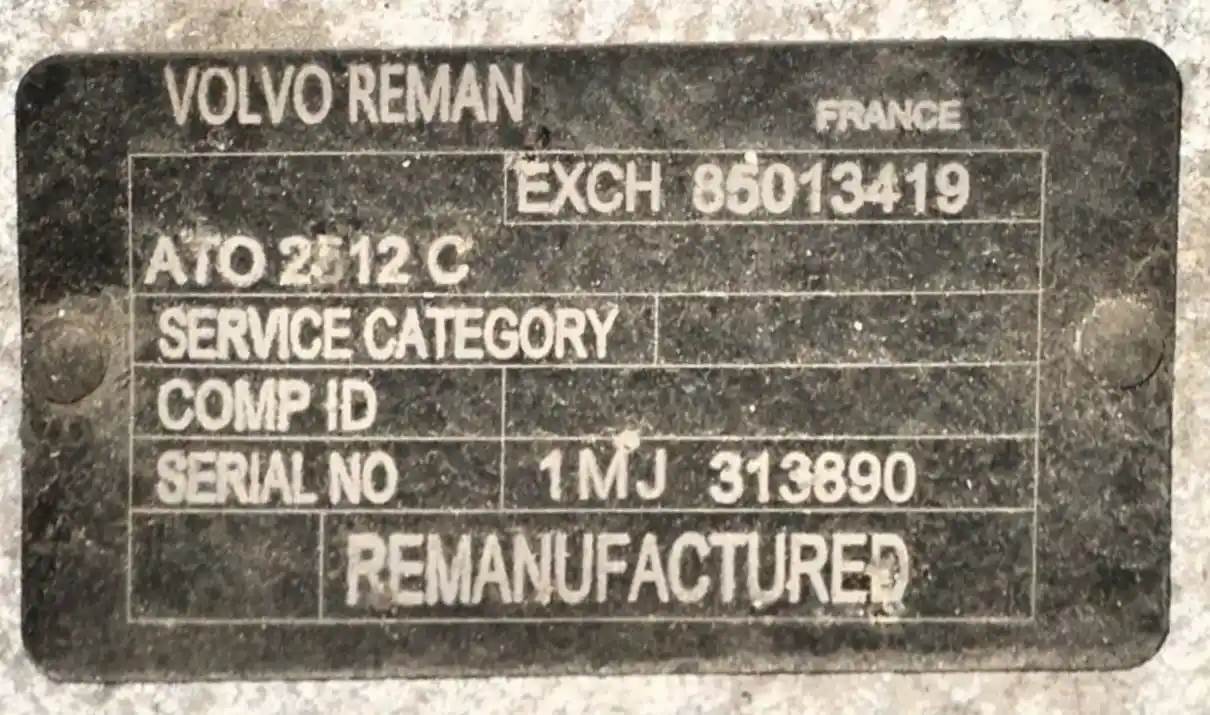 VOLVO REMAN
FRANCE
EXCH 85013419
ATO 2512 C
SERVICE CATEGORY
COMP ID
SERIAL NO 1MJ 313890
REMANUFACTURED